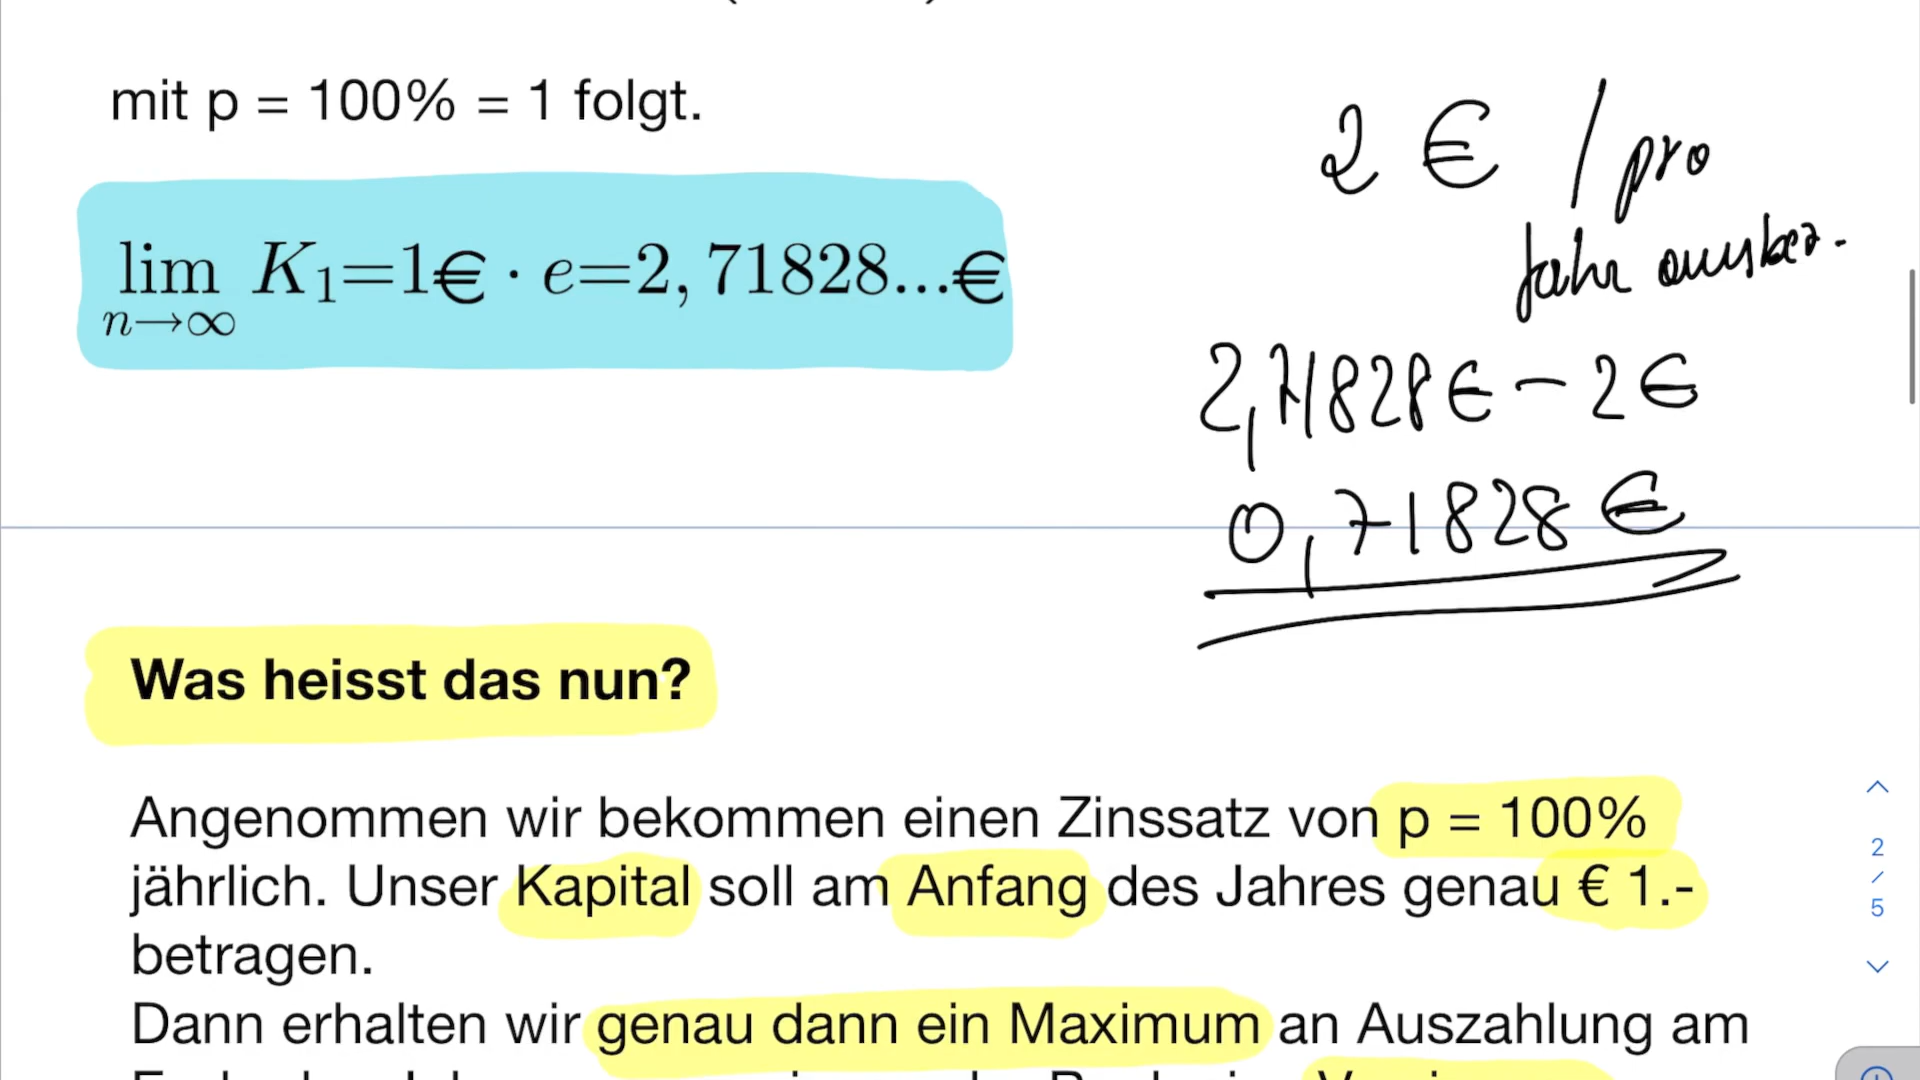 mit p = 100% = 1 folgt.
lim K₁=1€ · e=2, 71828...€
n→∞
2 € / pro
Jahr ausbez.
2,71828€ - 2€
0,71828 €
Was heisst das nun?
Angenommen wir bekommen einen Zinssatz von p = 100%
jährlich. Unser Kapital soll am Anfang des Jahres genau € 1.-
betragen.
Dann erhalten wir genau dann ein Maximum an Auszahlung am
2
/
5